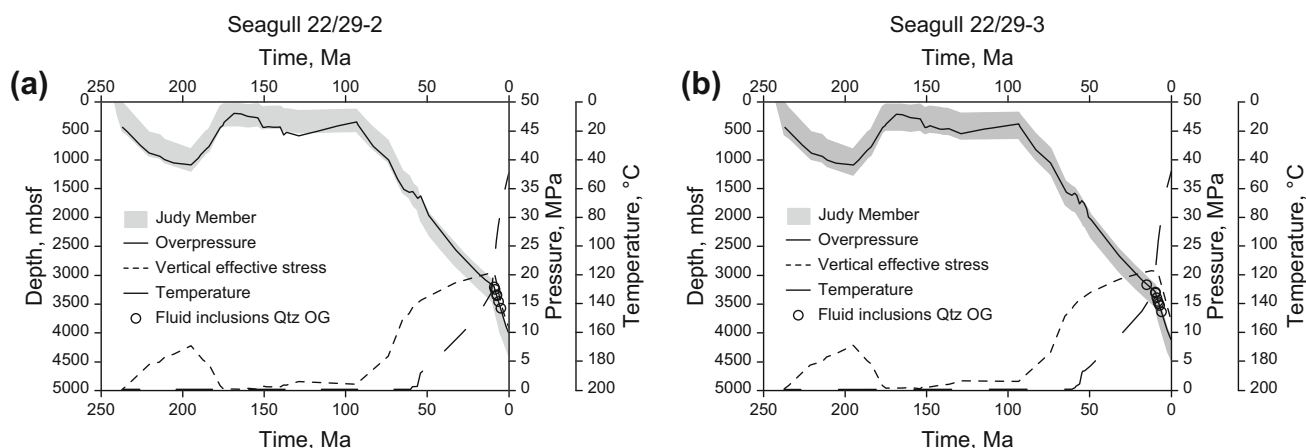 Seagull 22/29-2
Time, Ma
250 200 150 100 50 0
(a)
Depth, mbsf
0
500
1000
1500
2000
2500
3000
3500
4000
4500
5000
Judy Member
Overpressure
Vertical effective stress
Temperature
Fluid inclusions Qtz OG
50
45
40
35
30
25
20
15
10
5
0
Pressure, MPa
0
20
40
60
80
100
120
140
160
180
200
Temperature, °C
250 200 150 100 50 0
Time, Ma
Seagull 22/29-3
Time, Ma
250 200 150 100 50 0
(b)
Depth, mbsf
0
500
1000
1500
2000
2500
3000
3500
4000
4500
5000
Judy Member
Overpressure
Vertical effective stress
Temperature
Fluid inclusions Qtz OG
50
45
40
35
30
25
20
15
10
5
0
Pressure, MPa
0
20
40
60
80
100
120
140
160
180
200
Temperature, °C
250 200 150 100 50 0
Time, Ma